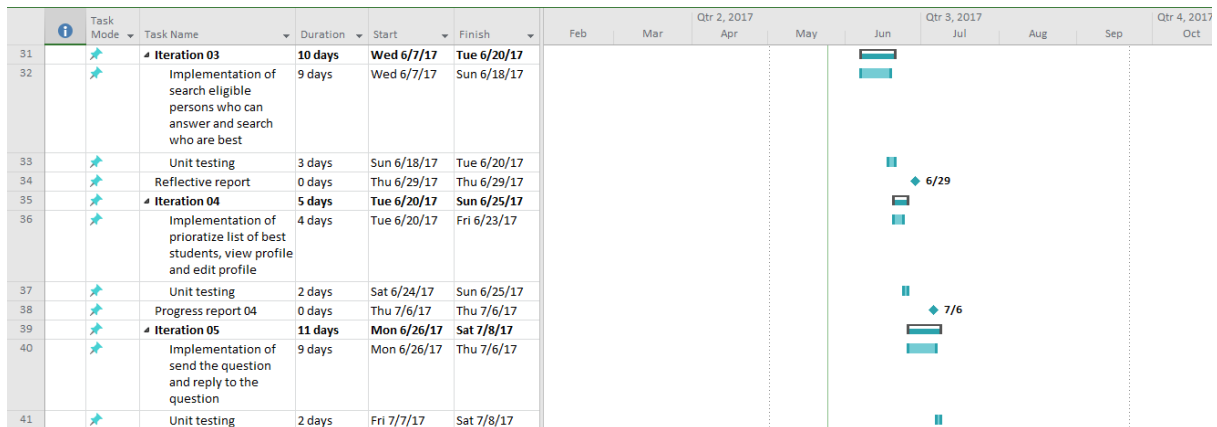 Qtr 2, 2017 Qtr 3, 2017 Qtr 4, 2017
Task
Mode Task Name Duration Start Finish Feb Mar Apr May Jun Jul Aug Sep Oct
31 Iteration 03 10 days Wed 6/7/17 Tue 6/20/17
32 Implementation of 9 days Wed 6/7/17 Sun 6/18/17
search eligible
persons who can
answer and search
who are best
33 Unit testing 3 days Sun 6/18/17 Tue 6/20/17
34 Reflective report 0 days Thu 6/29/17 Thu 6/29/17 6/29
35 Iteration 04 5 days Tue 6/20/17 Sun 6/25/17
36 Implementation of 4 days Tue 6/20/17 Fri 6/23/17
prioratize list of best
students, view profile
and edit profile
37 Unit testing 2 days Sat 6/24/17 Sun 6/25/17
38 Progress report 04 0 days Thu 7/6/17 Thu 7/6/17 7/6
39 Iteration 05 11 days Mon 6/26/17 Sat 7/8/17
40 Implementation of 9 days Mon 6/26/17 Thu 7/6/17
send the question
and reply to the
question
41 Unit testing 2 days Fri 7/7/17 Sat 7/8/17